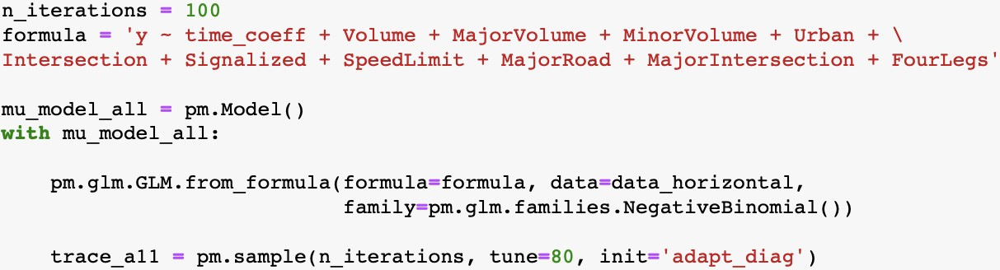 n_iterations = 100
formula = 'y ~ time_coeff + Volume + MajorVolume + MinorVolume + Urban + \
Intersection + Signalized + SpeedLimit + MajorRoad + MajorIntersection + FourLegs'
mu_model_all = pm.Model()
with mu_model_all:
    pm.glm.GLM.from_formula(formula=formula, data=data_horizontal,
                            family=pm.glm.families.NegativeBinomial())
    trace_a11 = pm.sample(n_iterations, tune=80, init='adapt_diag')